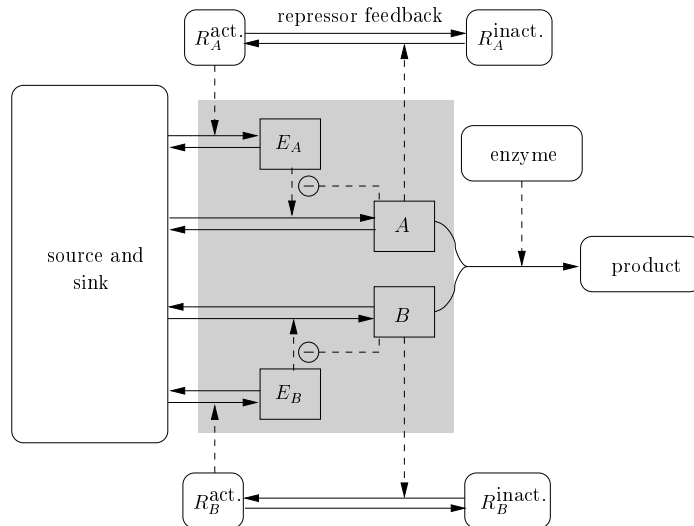 repressor feedback
R_A^act.
R_A^inact.
E_A
enzyme
−
A
source and
sink
product
B
−
E_B
R_B^act.
R_B^inact.